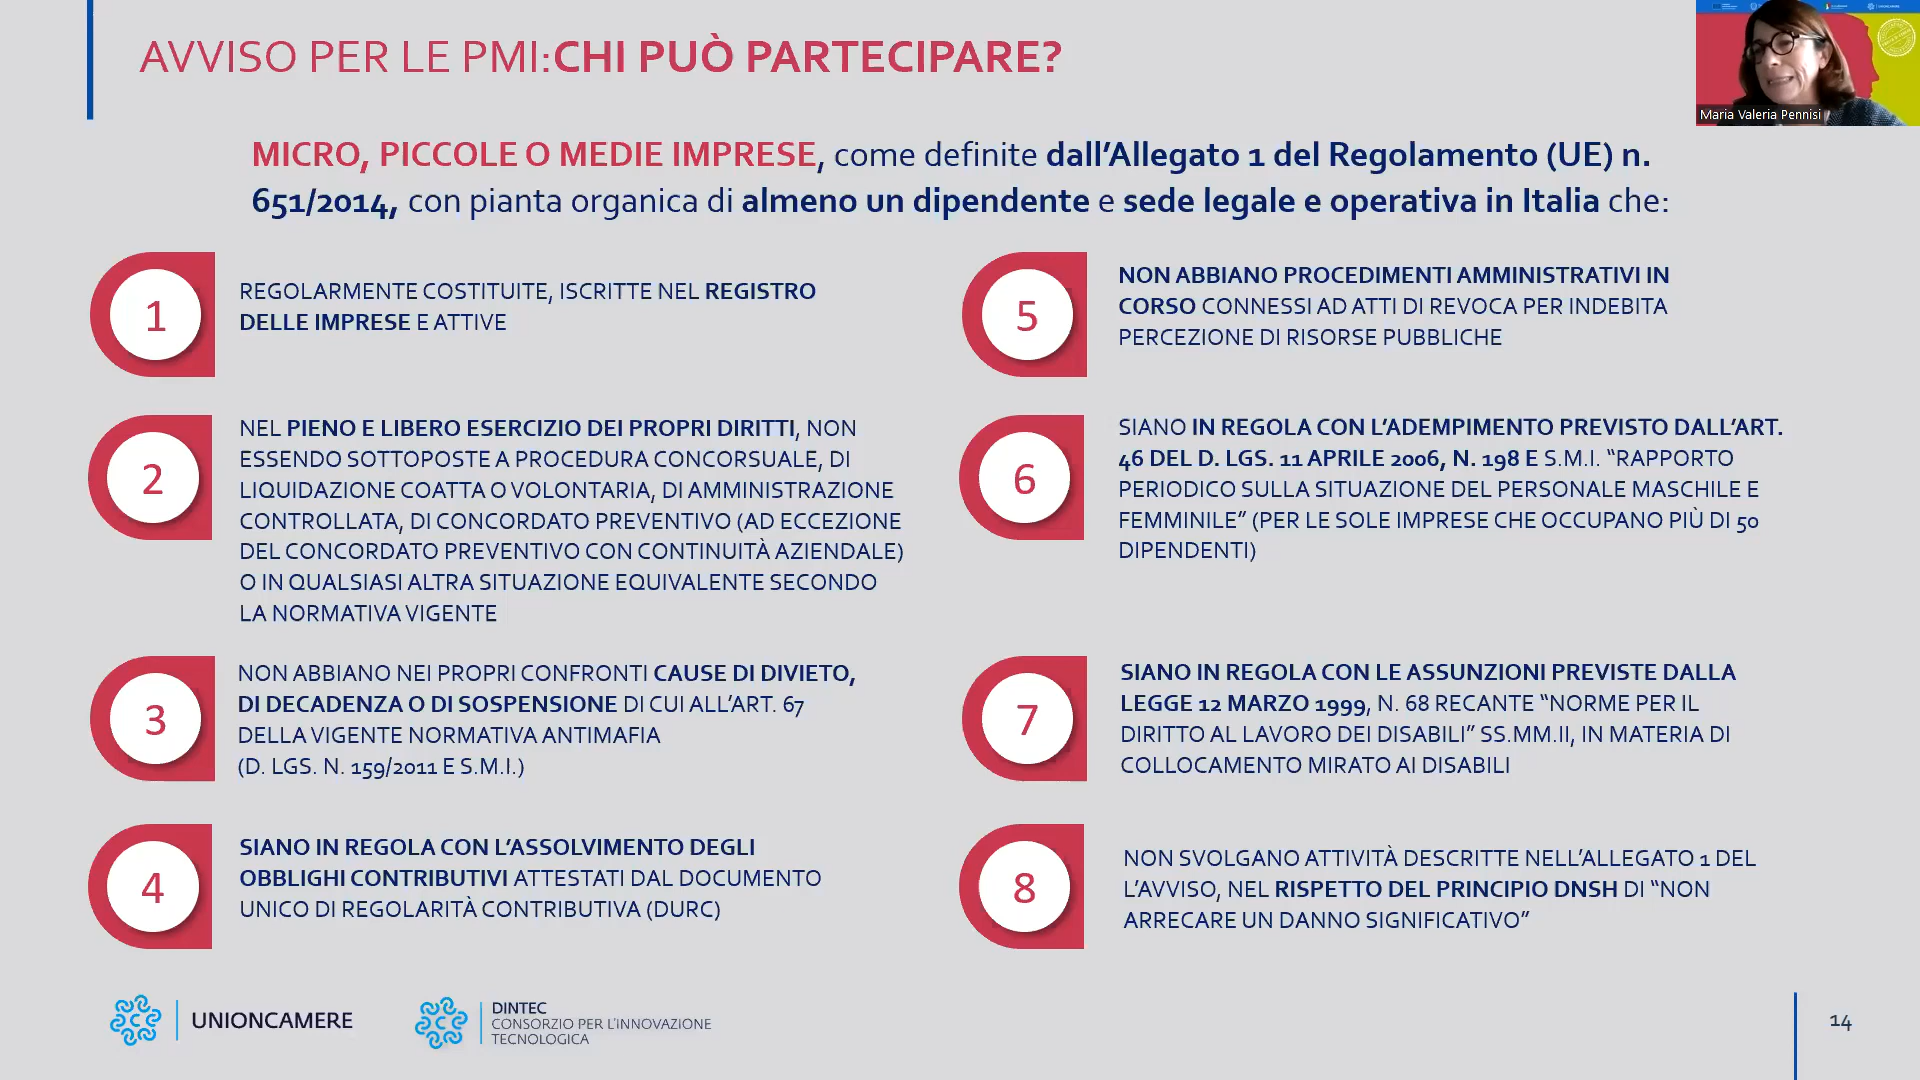 AVVISO PER LE PMI:CHI PUÒ PARTECIPARE?
Maria Valeria Pennisi
MICRO, PICCOLE O MEDIE IMPRESE, come definite dall’Allegato 1 del Regolamento (UE) n.
651/2014, con pianta organica di almeno un dipendente e sede legale e operativa in Italia che:
1
REGOLARMENTE COSTITUITE, ISCRITTE NEL REGISTRO
DELLE IMPRESE E ATTIVE
2
NEL PIENO E LIBERO ESERCIZIO DEI PROPRI DIRITTI, NON
ESSENDO SOTTOPOSTE A PROCEDURA CONCORSUALE, DI
LIQUIDAZIONE COATTA O VOLONTARIA, DI AMMINISTRAZIONE
CONTROLLATA, DI CONCORDATO PREVENTIVO (AD ECCEZIONE
DEL CONCORDATO PREVENTIVO CON CONTINUITÀ AZIENDALE)
O IN QUALSIASI ALTRA SITUAZIONE EQUIVALENTE SECONDO
LA NORMATIVA VIGENTE
3
NON ABBIANO NEI PROPRI CONFRONTI CAUSE DI DIVIETO,
DI DECADENZA O DI SOSPENSIONE DI CUI ALL’ART. 67
DELLA VIGENTE NORMATIVA ANTIMAFIA
(D. LGS. N. 159/2011 E S.M.I.)
4
SIANO IN REGOLA CON L’ASSOLVIMENTO DEGLI
OBBLIGHI CONTRIBUTIVI ATTESTATI DAL DOCUMENTO
UNICO DI REGOLARITÀ CONTRIBUTIVA (DURC)
5
NON ABBIANO PROCEDIMENTI AMMINISTRATIVI IN
CORSO CONNESSI AD ATTI DI REVOCA PER INDEBITA
PERCEZIONE DI RISORSE PUBBLICHE
6
SIANO IN REGOLA CON L’ADEMPIMENTO PREVISTO DALL’ART.
46 DEL D. LGS. 11 APRILE 2006, N. 198 E S.M.I. “RAPPORTO
PERIODICO SULLA SITUAZIONE DEL PERSONALE MASCHILE E
FEMMINILE” (PER LE SOLE IMPRESE CHE OCCUPANO PIÙ DI 50
DIPENDENTI)
7
SIANO IN REGOLA CON LE ASSUNZIONI PREVISTE DALLA
LEGGE 12 MARZO 1999, N. 68 RECANTE “NORME PER IL
DIRITTO AL LAVORO DEI DISABILI” SS.MM.II, IN MATERIA DI
COLLOCAMENTO MIRATO AI DISABILI
8
NON SVOLGANO ATTIVITÀ DESCRITTE NELL’ALLEGATO 1 DEL
L’AVVISO, NEL RISPETTO DEL PRINCIPIO DNSH DI “NON
ARRECARE UN DANNO SIGNIFICATIVO”
UNIONCAMERE
DINTEC
CONSORZIO PER L’INNOVAZIONE
TECNOLOGICA
14